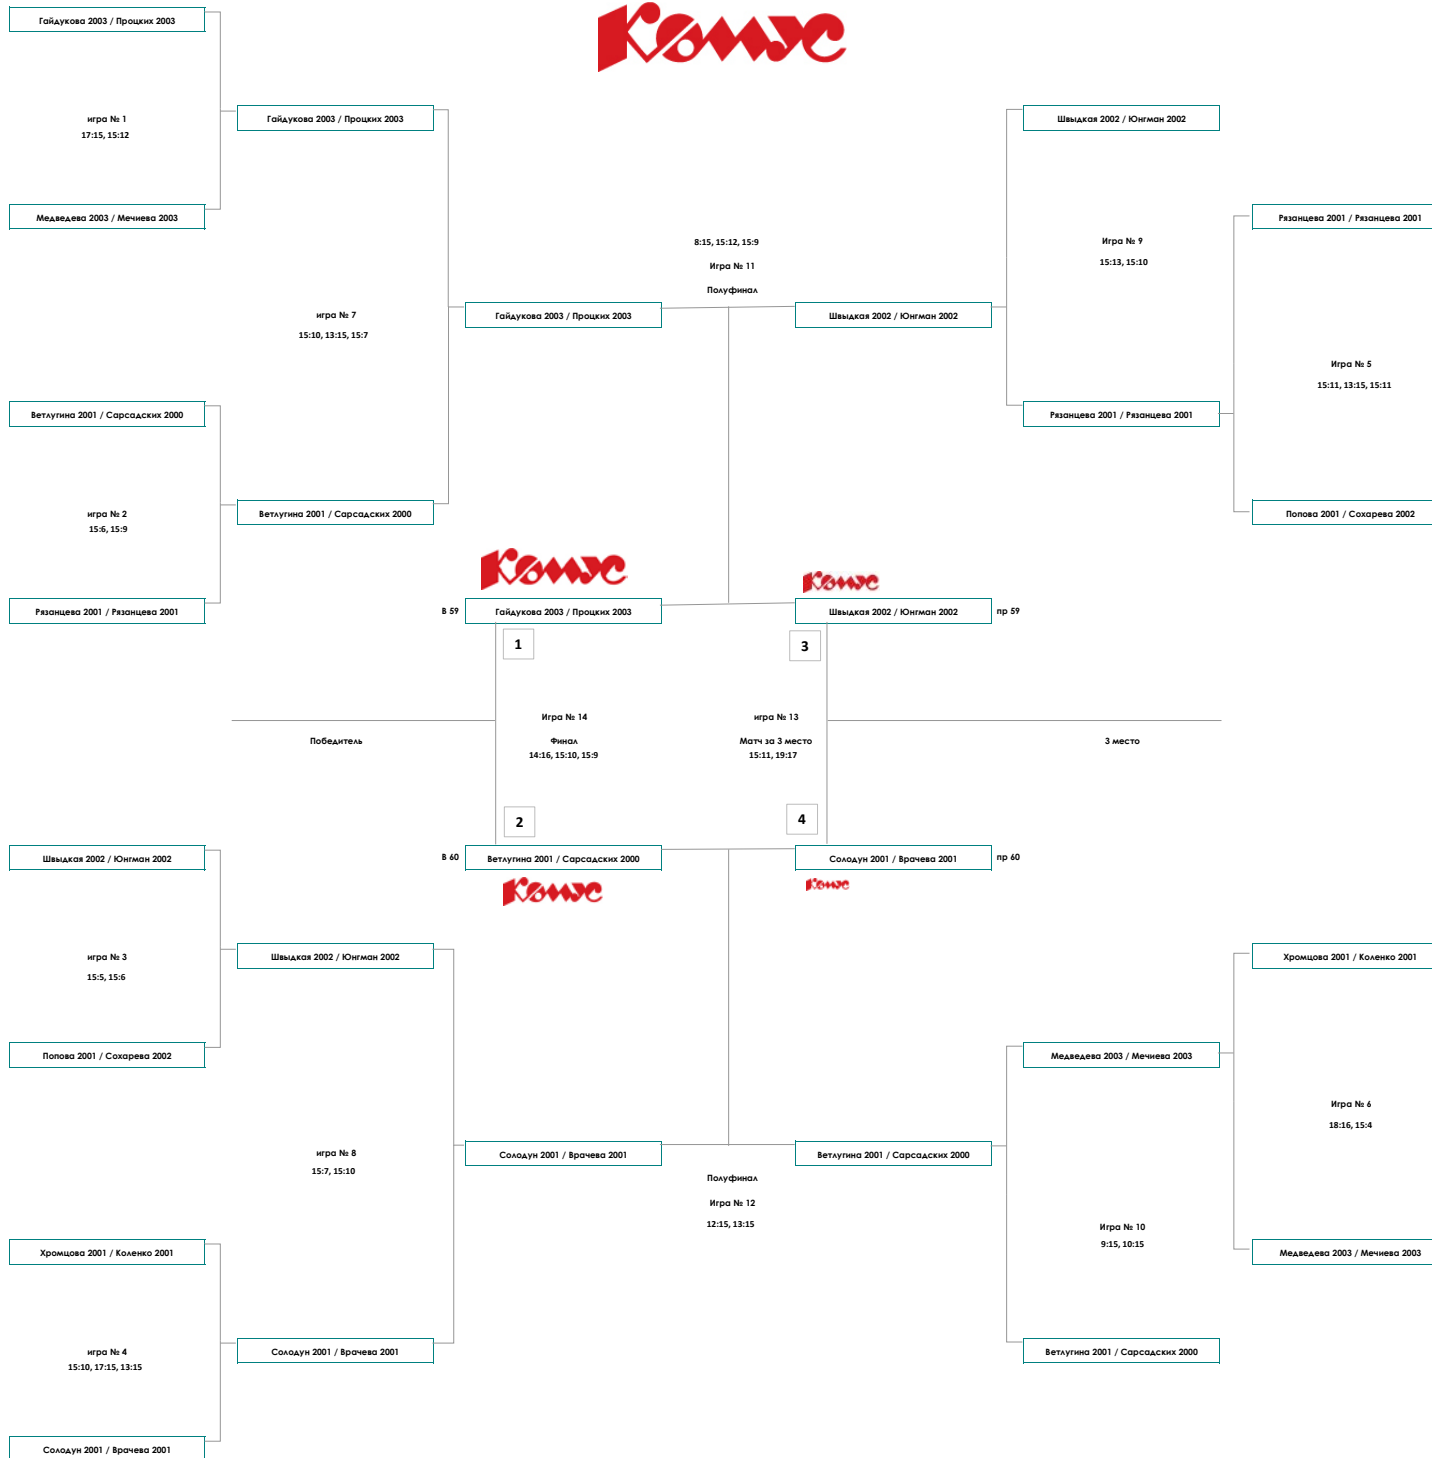 Комус
Гайдукова 2003 / Процких 2003
игра № 1
17:15, 15:12
Гайдукова 2003 / Процких 2003
Швыдкая 2002 / Юнгман 2002
Медведева 2003 / Мечиева 2003
Рязанцева 2001 / Рязанцева 2001
8:15, 15:12, 15:9
Игра № 11
Полуфинал
Игра № 9
15:13, 15:10
игра № 7
15:10, 13:15, 15:7
Гайдукова 2003 / Процких 2003
Швыдкая 2002 / Юнгман 2002
Игра № 5
15:11, 13:15, 15:11
Ветлугина 2001 / Сарсадских 2000
Рязанцева 2001 / Рязанцева 2001
игра № 2
15:6, 15:9
Ветлугина 2001 / Сарсадских 2000
Попова 2001 / Сохарева 2002
Комус
Комус
Рязанцева 2001 / Рязанцева 2001
В 59
Гайдукова 2003 / Процких 2003
Швыдкая 2002 / Юнгман 2002
пр 59
1
3
Игра № 14
игра № 13
Победитель
Финал
Матч за 3 место
3 место
14:16, 15:10, 15:9
15:11, 19:17
2
4
Швыдкая 2002 / Юнгман 2002
В 60
Ветлугина 2001 / Сарсадских 2000
Солодун 2001 / Врачева 2001
пр 60
Комус
Комус
игра № 3
15:5, 15:6
Швыдкая 2002 / Юнгман 2002
Хромцова 2001 / Коленко 2001
Попова 2001 / Сохарева 2002
Медведева 2003 / Мечиева 2003
Игра № 6
18:16, 15:4
игра № 8
15:7, 15:10
Солодун 2001 / Врачева 2001
Ветлугина 2001 / Сарсадских 2000
Полуфинал
Игра № 12
12:15, 13:15
Игра № 10
9:15, 10:15
Хромцова 2001 / Коленко 2001
Медведева 2003 / Мечиева 2003
игра № 4
15:10, 17:15, 13:15
Солодун 2001 / Врачева 2001
Ветлугина 2001 / Сарсадских 2000
Солодун 2001 / Врачева 2001